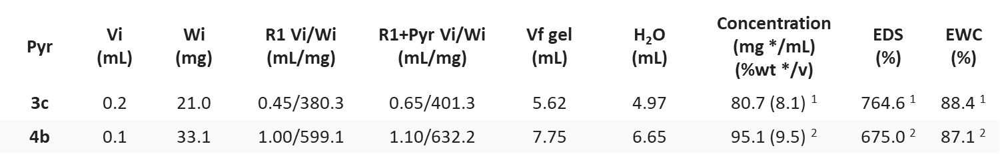 Pyr Vi (mL) Wi (mg) R1 Vi/Wi (mL/mg) R1+Pyr Vi/Wi (mL/mg) Vf gel (mL) H₂O (mL) Concentration (mg */mL) (%wt */v) EDS (%) EWC (%)
3c 0.2 21.0 0.45/380.3 0.65/401.3 5.62 4.97 80.7 (8.1) ¹ 764.6 ¹ 88.4 ¹
4b 0.1 33.1 1.00/599.1 1.10/632.2 7.75 6.65 95.1 (9.5) ² 675.0 ² 87.1 ²